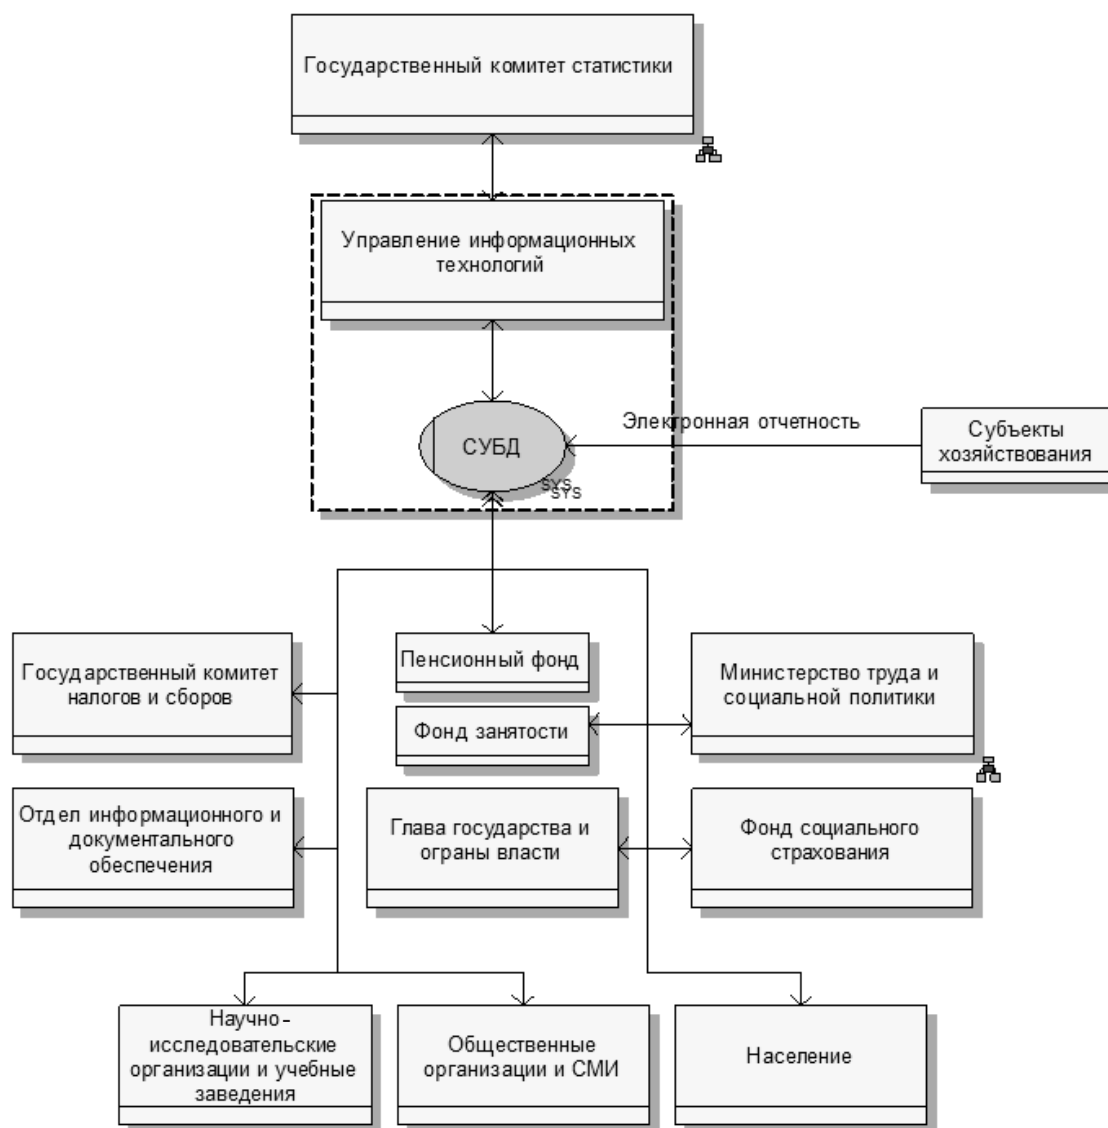 Государственный комитет статистики
Управление информационных
технологий
Электронная отчетность
СУБД
Субъекты
хозяйствования
SYS
SYS
Государственный комитет
налогов и сборов
Пенсионный фонд
Министерство труда и
социальной политики
Фонд занятости
Отдел информационного и
документального
обеспечения
Глава государства и
ограны власти
Фонд социального
страхования
Научно-
исследовательские
организации и учебные
заведения
Общественные
организации и СМИ
Население